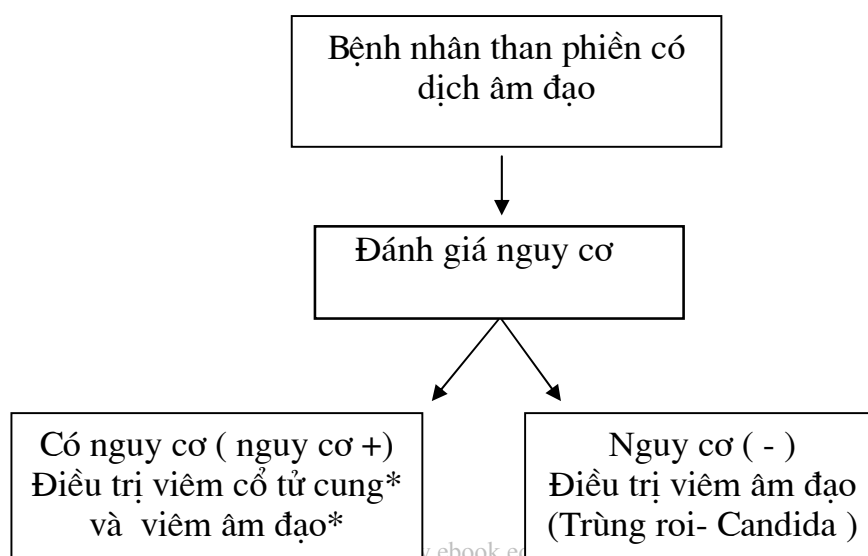 Bệnh nhân than phiền có
dịch âm đạo
Đánh giá nguy cơ
Có nguy cơ ( nguy cơ +)
Điều trị viêm cổ tử cung*
và viêm âm đạo*
Nguy cơ ( - )
Điều trị viêm âm đạo
(Trùng roi- Candida )